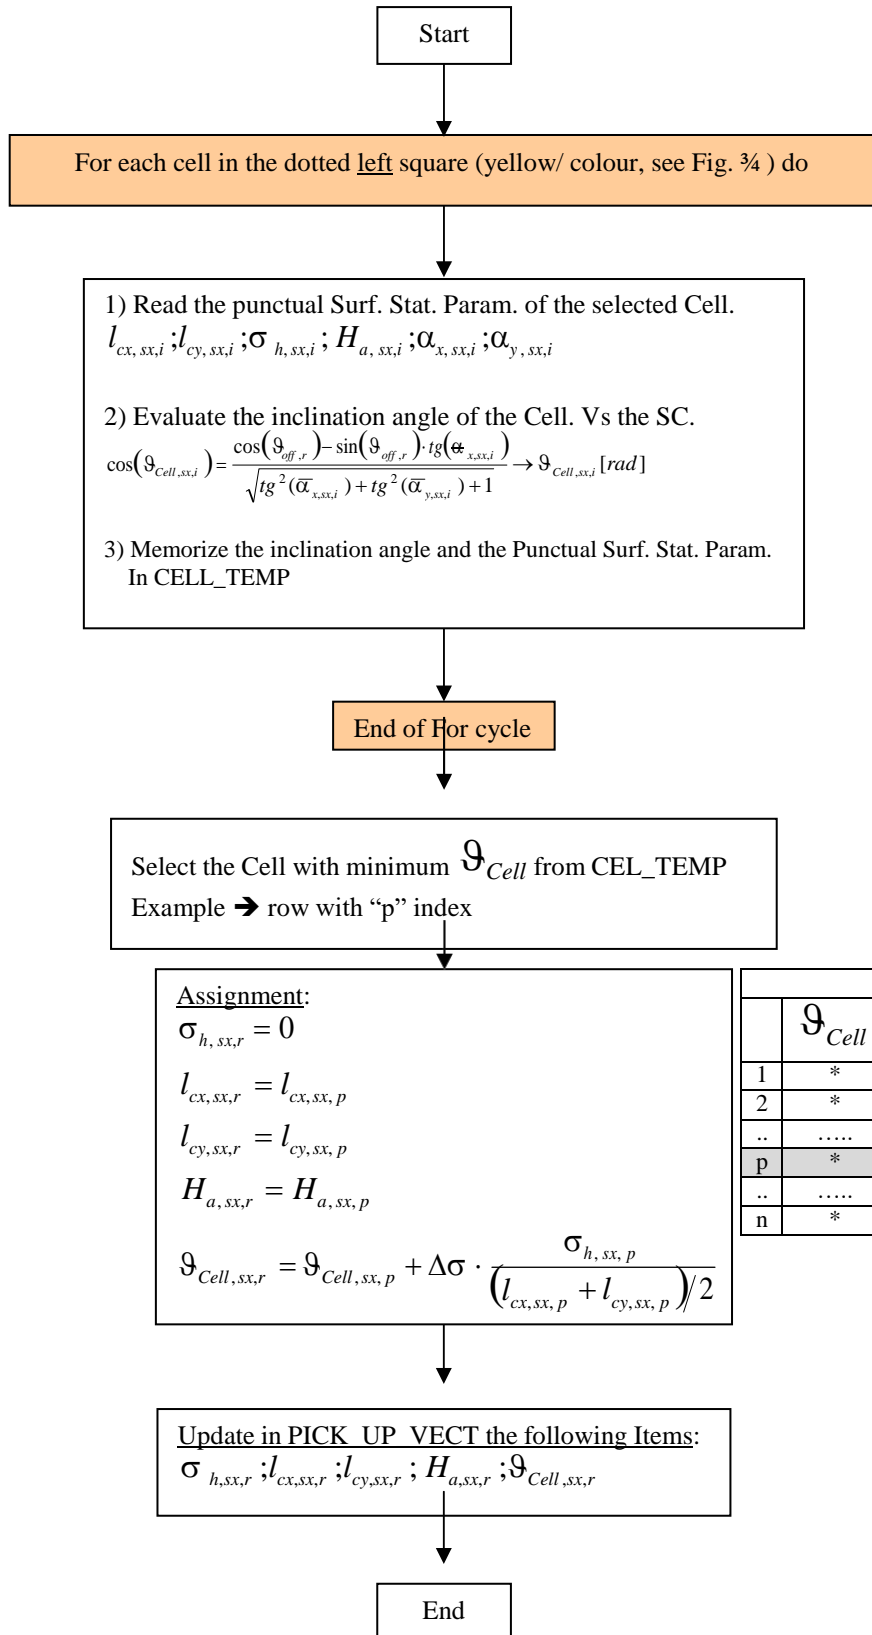 Start
For each cell in the dotted left square (yellow/ colour, see Fig. ¾ ) do
1) Read the punctual Surf. Stat. Param. of the selected Cell.
l_{cx, sx,i} ; l_{cy, sx,i} ; σ_{h, sx,i} ; H_{a, sx,i} ; α_{x, sx,i} ; α_{y, sx,i}
2) Evaluate the inclination angle of the Cell. Vs the SC.
cos(ϑ_{Cell,sx,i}) = (cos(ϑ_{off,r}) − sin(ϑ_{off,r}) · tg(α̅_{x,sx,i})) / √(tg²(α̅_{x,sx,i}) + tg²(α̅_{y,sx,i}) + 1) → ϑ_{Cell,sx,i} [rad]
3) Memorize the inclination angle and the Punctual Surf. Stat. Param.
In CELL_TEMP
End of For cycle
Select the Cell with minimum ϑ_{Cell} from CEL_TEMP
Example ➔ row with “p” index
Assignment:
σ_{h, sx,r} = 0
l_{cx,sx,r} = l_{cx,sx, p}
l_{cy,sx,r} = l_{cy,sx, p}
H_{a, sx,r} = H_{a, sx, p}
ϑ_{Cell,sx,r} = ϑ_{Cell,sx, p} + Δσ · σ_{h, sx, p} / ((l_{cx,sx, p} + l_{cy,sx, p})/2)
ϑ_{Cell}
1 *
2 *
.. …..
p *
.. …..
n *
Update in PICK_UP_VECT the following Items:
σ_{h,sx,r} ; l_{cx,sx,r} ; l_{cy,sx,r} ; H_{a,sx,r} ; ϑ_{Cell,sx,r}
End